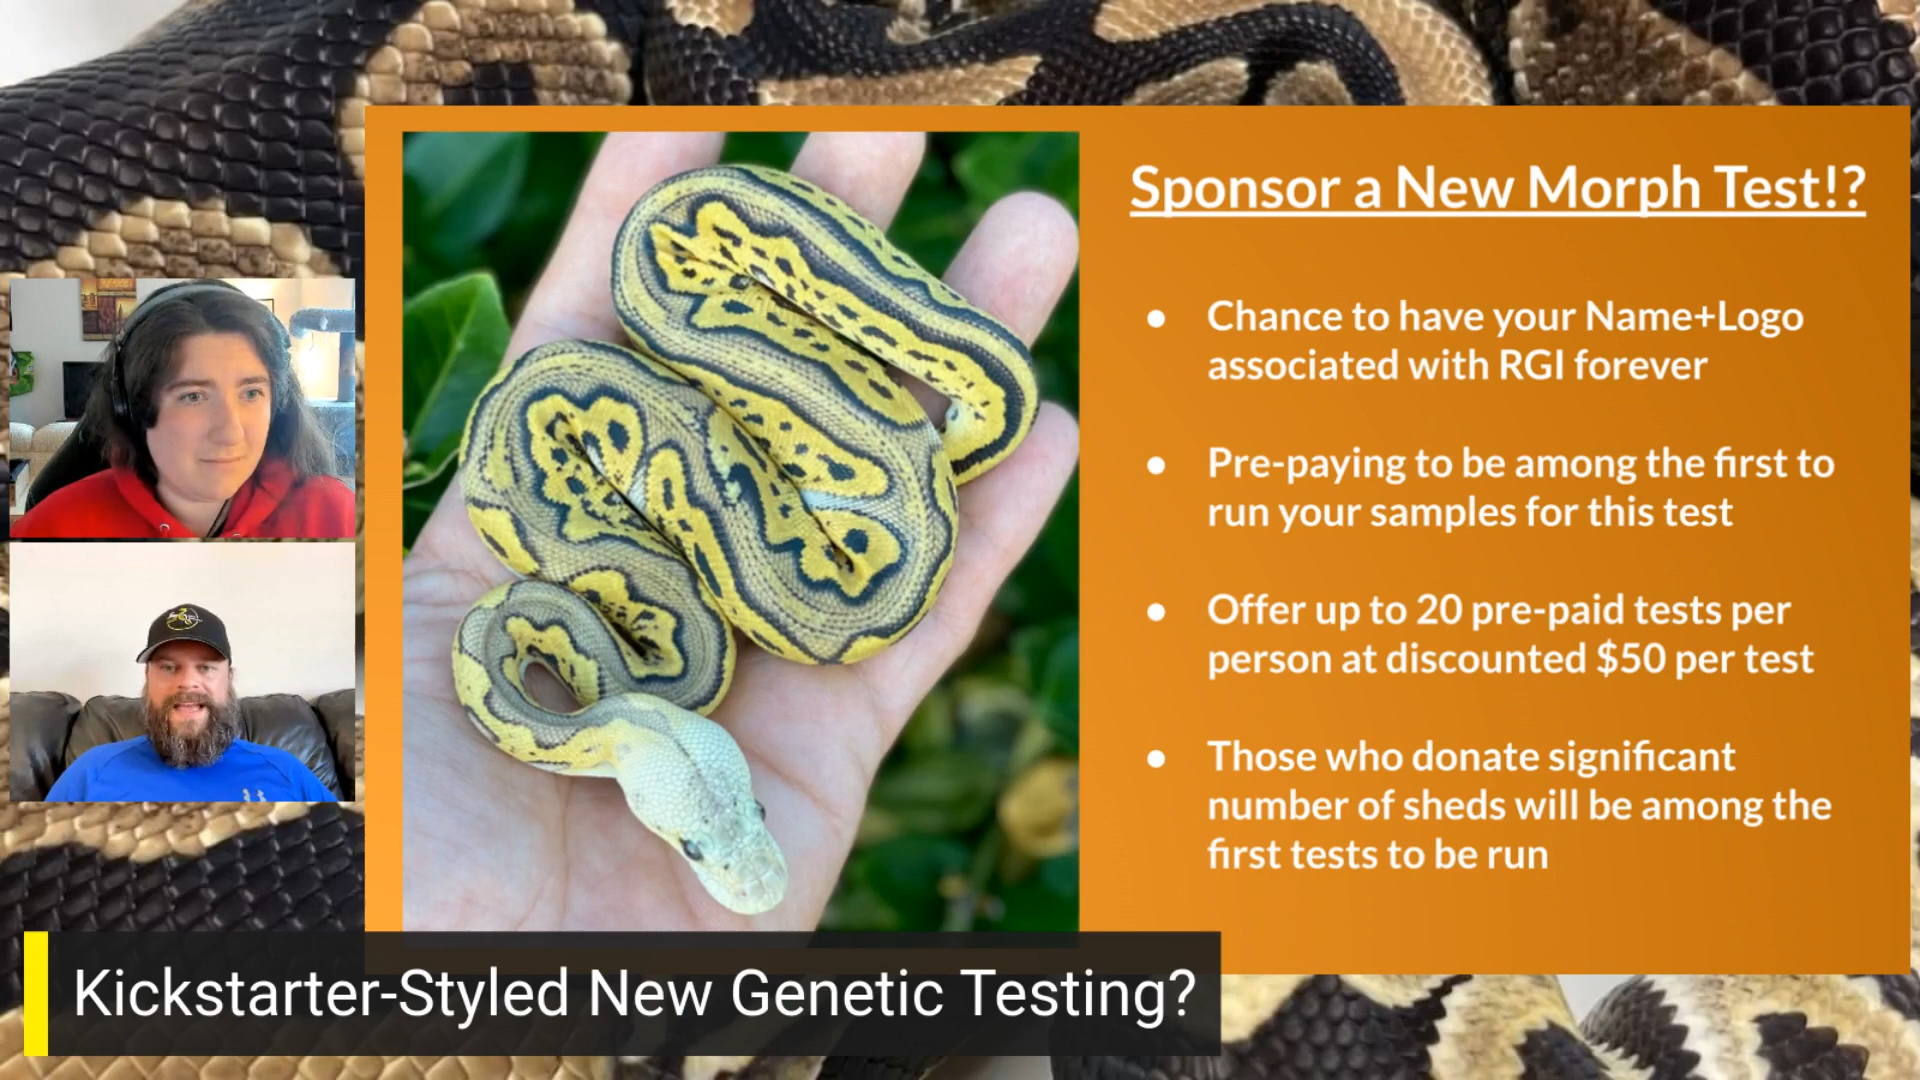 Sponsor a New Morph Test!?
● Chance to have your Name+Logo
associated with RGI forever
● Pre-paying to be among the first to
run your samples for this test
● Offer up to 20 pre-paid tests per
person at discounted $50 per test
● Those who donate significant
number of sheds will be among the
first tests to be run
Kickstarter-Styled New Genetic Testing?